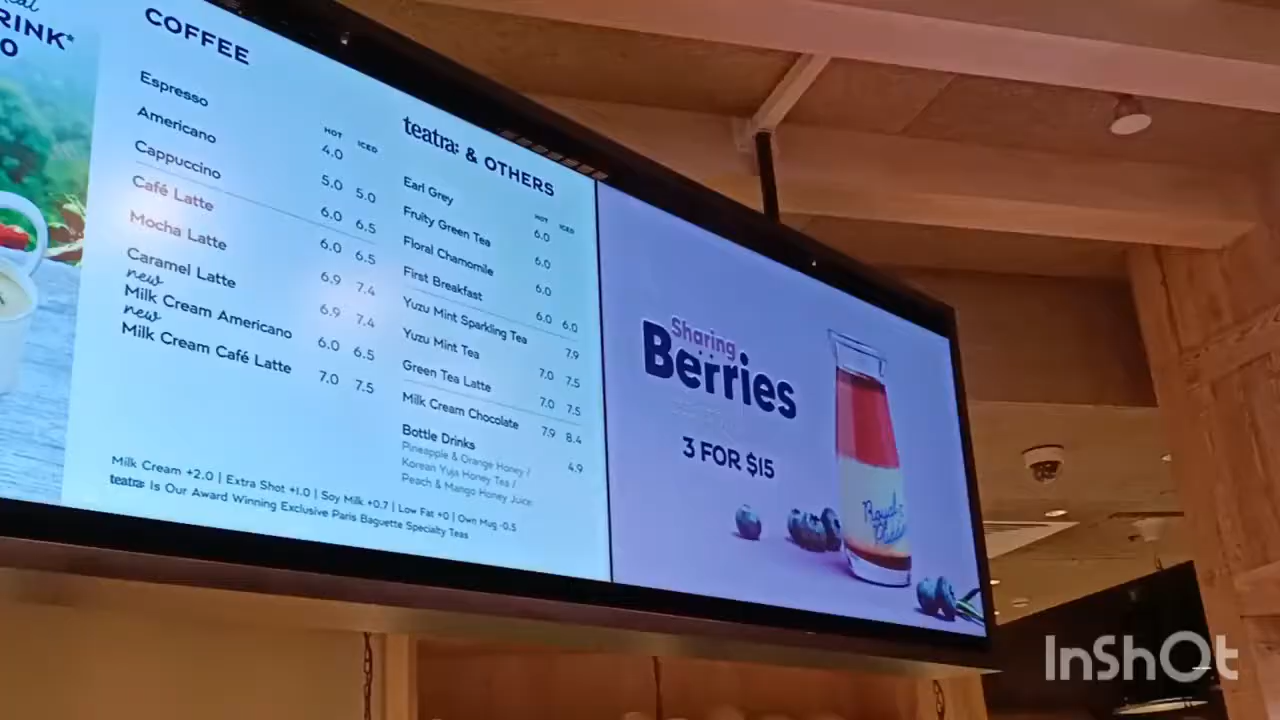 RINK*
0
COFFEE
HOT ICED
Espresso 4.0
Americano 5.0 5.0
Cappuccino 6.0 6.5
Café Latte 6.0 6.5
Mocha Latte 6.9 7.4
Caramel Latte 6.9 7.4
new
Milk Cream Americano 6.0 6.5
new
Milk Cream Café Latte 7.0 7.5
teatra: & OTHERS
HOT ICED
Earl Grey 6.0
Fruity Green Tea 6.0
Floral Chamomile 6.0
First Breakfast 6.0 6.0
Yuzu Mint Sparkling Tea 7.9
Yuzu Mint Tea 7.0 7.5
Green Tea Latte 7.0 7.5
Milk Cream Chocolate 7.9 8.4
Bottle Drinks 4.9
Pineapple & Orange Honey /
Korean Yuja Honey Tea /
Peach & Mango Honey Juice
Milk Cream +2.0 | Extra Shot +1.0 | Soy Milk +0.7 | Low Fat +0 | Own Mug -0.5
teatra: Is Our Award Winning Exclusive Paris Baguette Specialty Teas
Sharing
Berries
3 FOR $15
Royal
InShOt